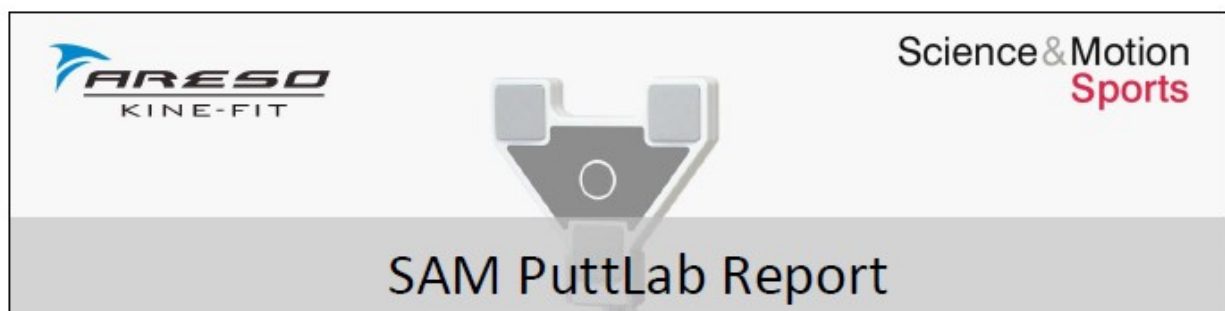 ARESO
KINE-FIT
Science&Motion
Sports
SAM PuttLab Report